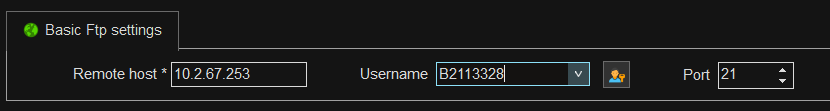 Basic Ftp settings
Remote host * 10.2.67.253 Username B2113328 Port 21